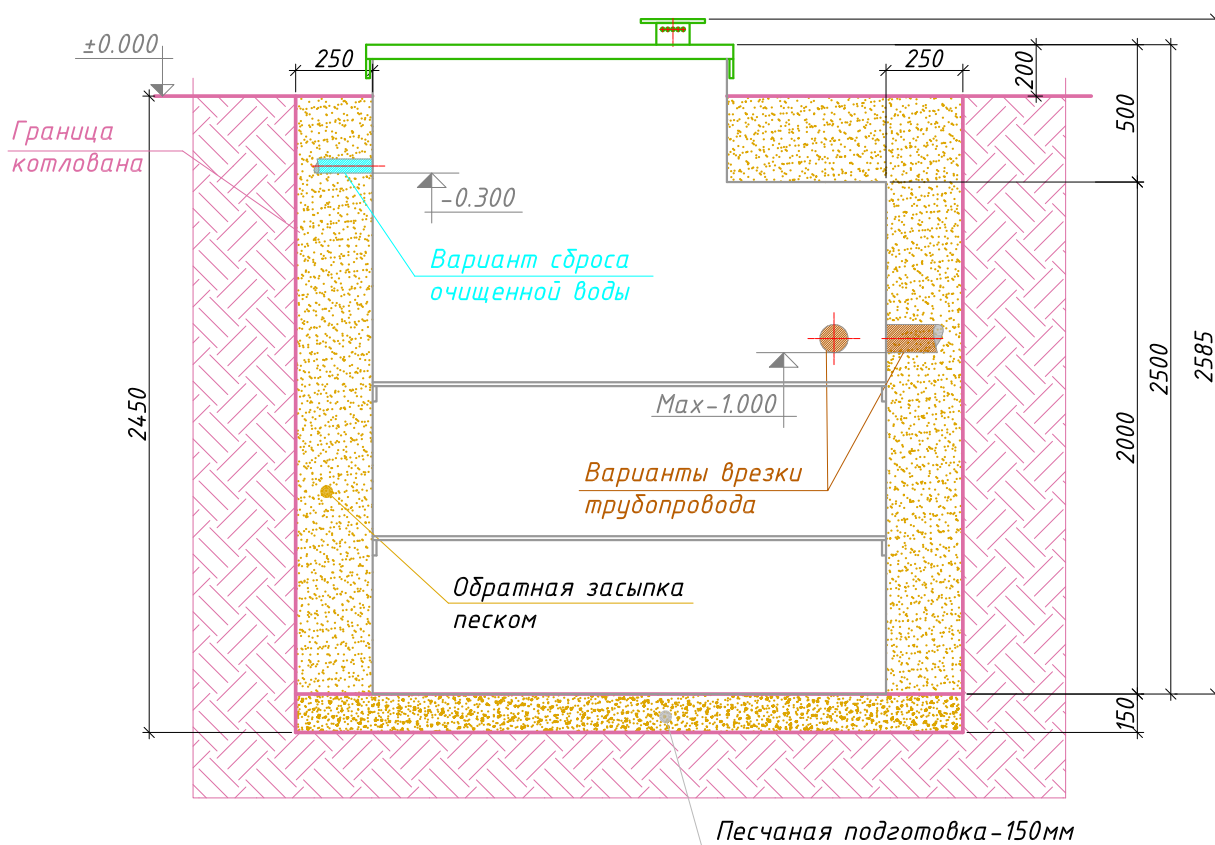 ±0.000
250
250
200
500
Граница
котлована
-0.300
Вариант сброса
очищенной воды
2585
2500
2450
Max-1.000
2000
Варианты врезки
трубопровода
Обратная засыпка
песком
150
Песчаная подготовка-150мм